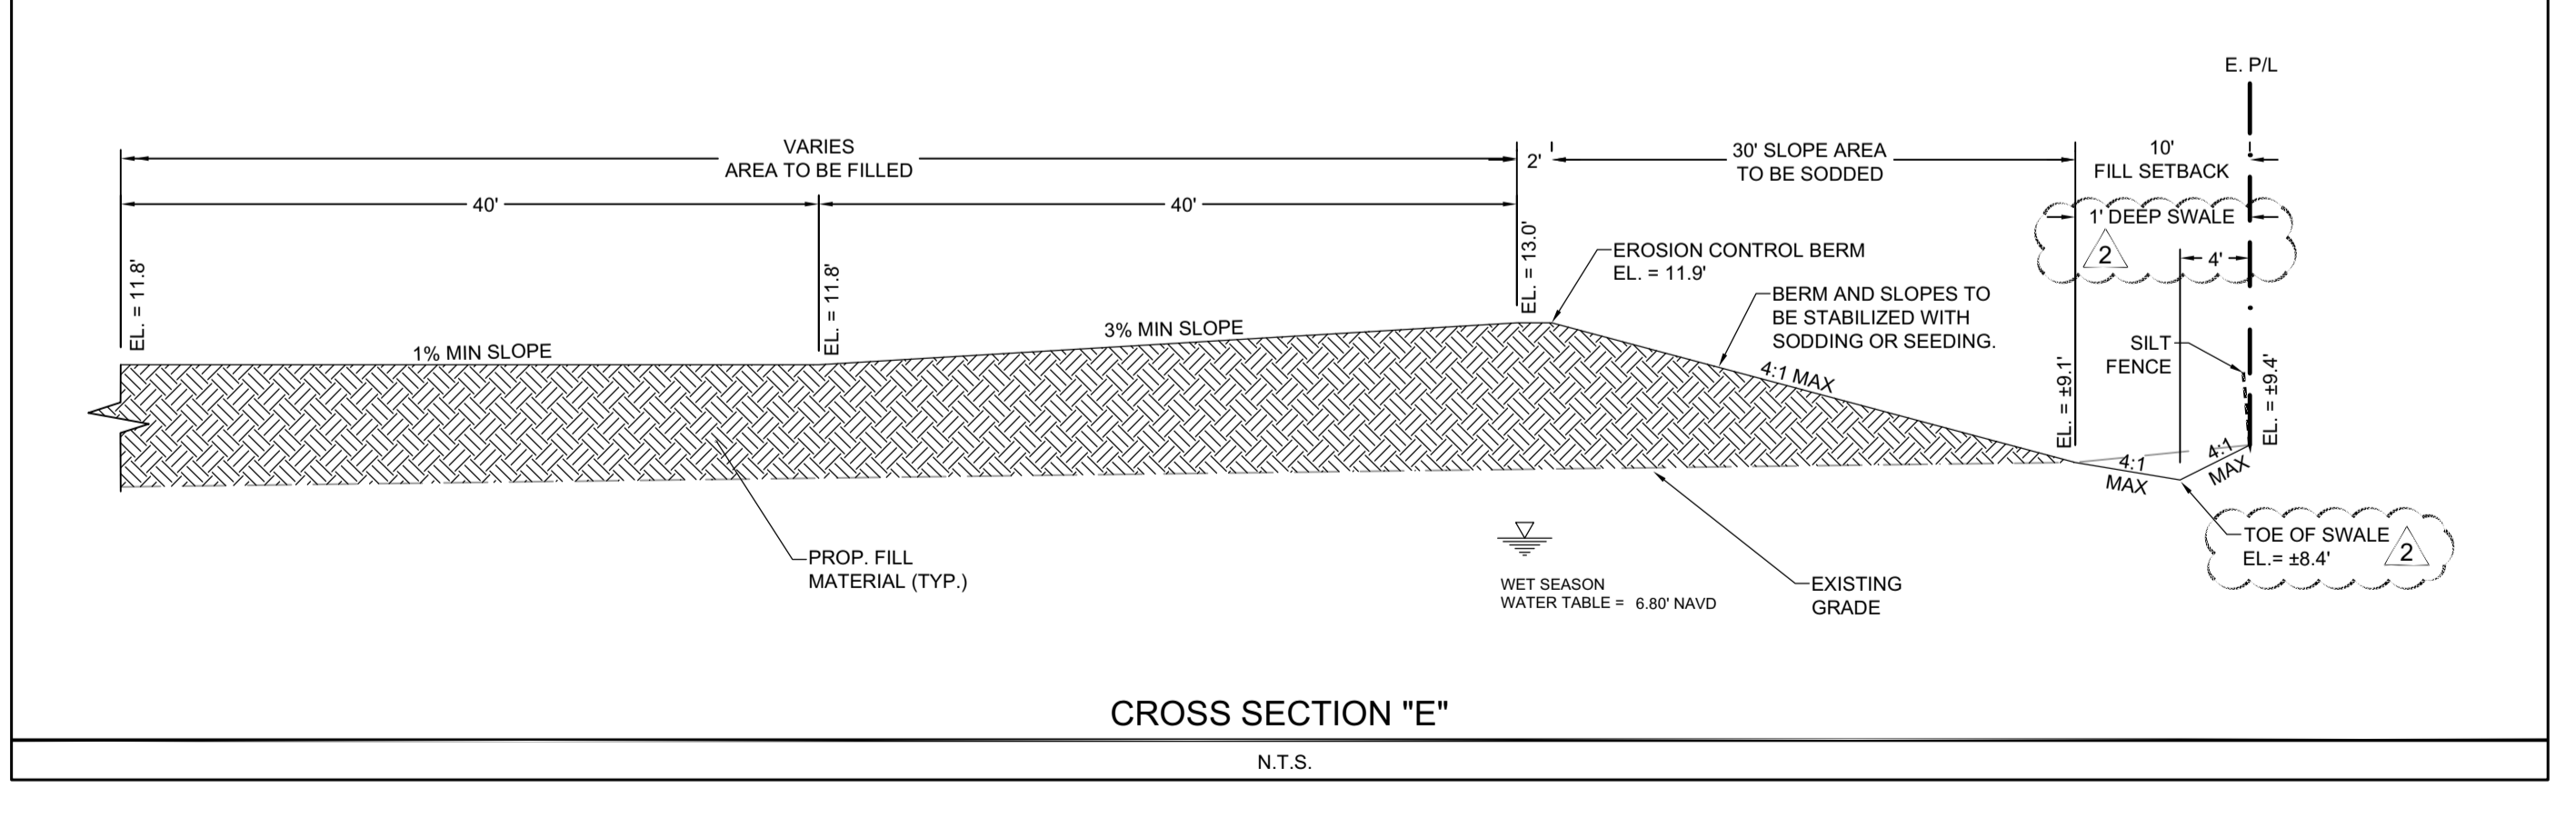 E. P/L
VARIES
AREA TO BE FILLED
2'
30' SLOPE AREA
TO BE SODDED
10'
FILL SETBACK
40'
40'
1' DEEP SWALE
2
4'
EL. = 11.8'
EL. = 11.8'
EL. = 13.0'
EROSION CONTROL BERM
EL. = 11.9'
BERM AND SLOPES TO
BE STABILIZED WITH
SODDING OR SEEDING.
SILT
FENCE
EL. = ±9.1'
EL. = ±9.4'
1% MIN SLOPE
3% MIN SLOPE
4:1 MAX
4:1
MAX
4:1
MAX
TOE OF SWALE
EL.= ±8.4'
2
PROP. FILL
MATERIAL (TYP.)
WET SEASON
WATER TABLE = 6.80' NAVD
EXISTING
GRADE
CROSS SECTION "E"
N.T.S.